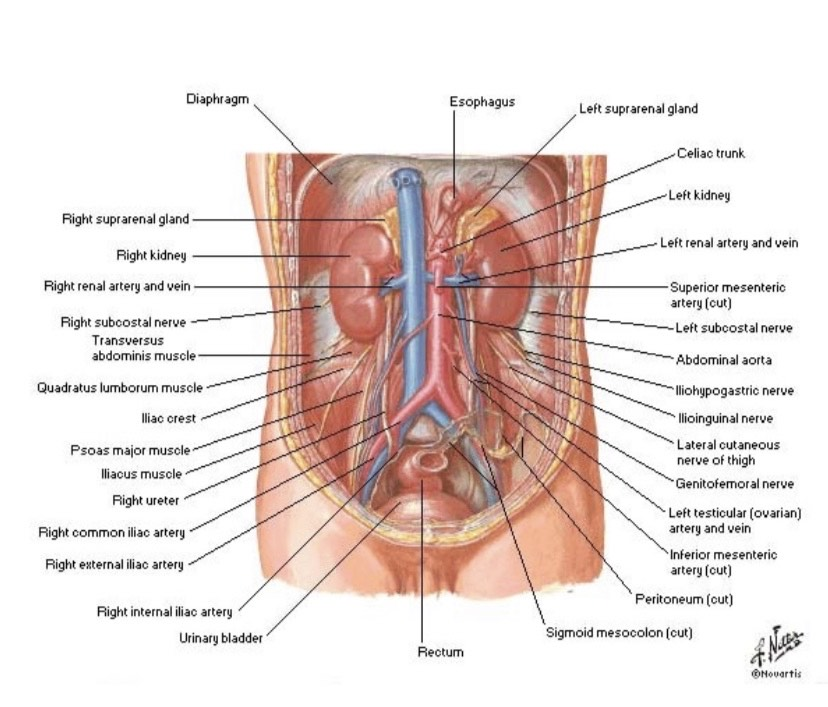 Diaphragm
Esophagus
Left suprarenal gland
Celiac trunk
Left kidney
Right suprarenal gland
Left renal artery and vein
Right kidney
Right renal artery and vein
Superior mesenteric
artery (cut)
Right subcostal nerve
Left subcostal nerve
Transversus
abdominis muscle
Abdominal aorta
Quadratus lumborum muscle
Iliohypogastric nerve
Iliac crest
Ilioinguinal nerve
Psoas major muscle
Lateral cutaneous
nerve of thigh
Iliacus muscle
Genitofemoral nerve
Right ureter
Left testicular (ovarian)
artery and vein
Right common iliac artery
Inferior mesenteric
artery (cut)
Right external iliac artery
Peritoneum (cut)
Right internal iliac artery
Sigmoid mesocolon (cut)
Urinary bladder
Rectum
F. Netter
©Novartis